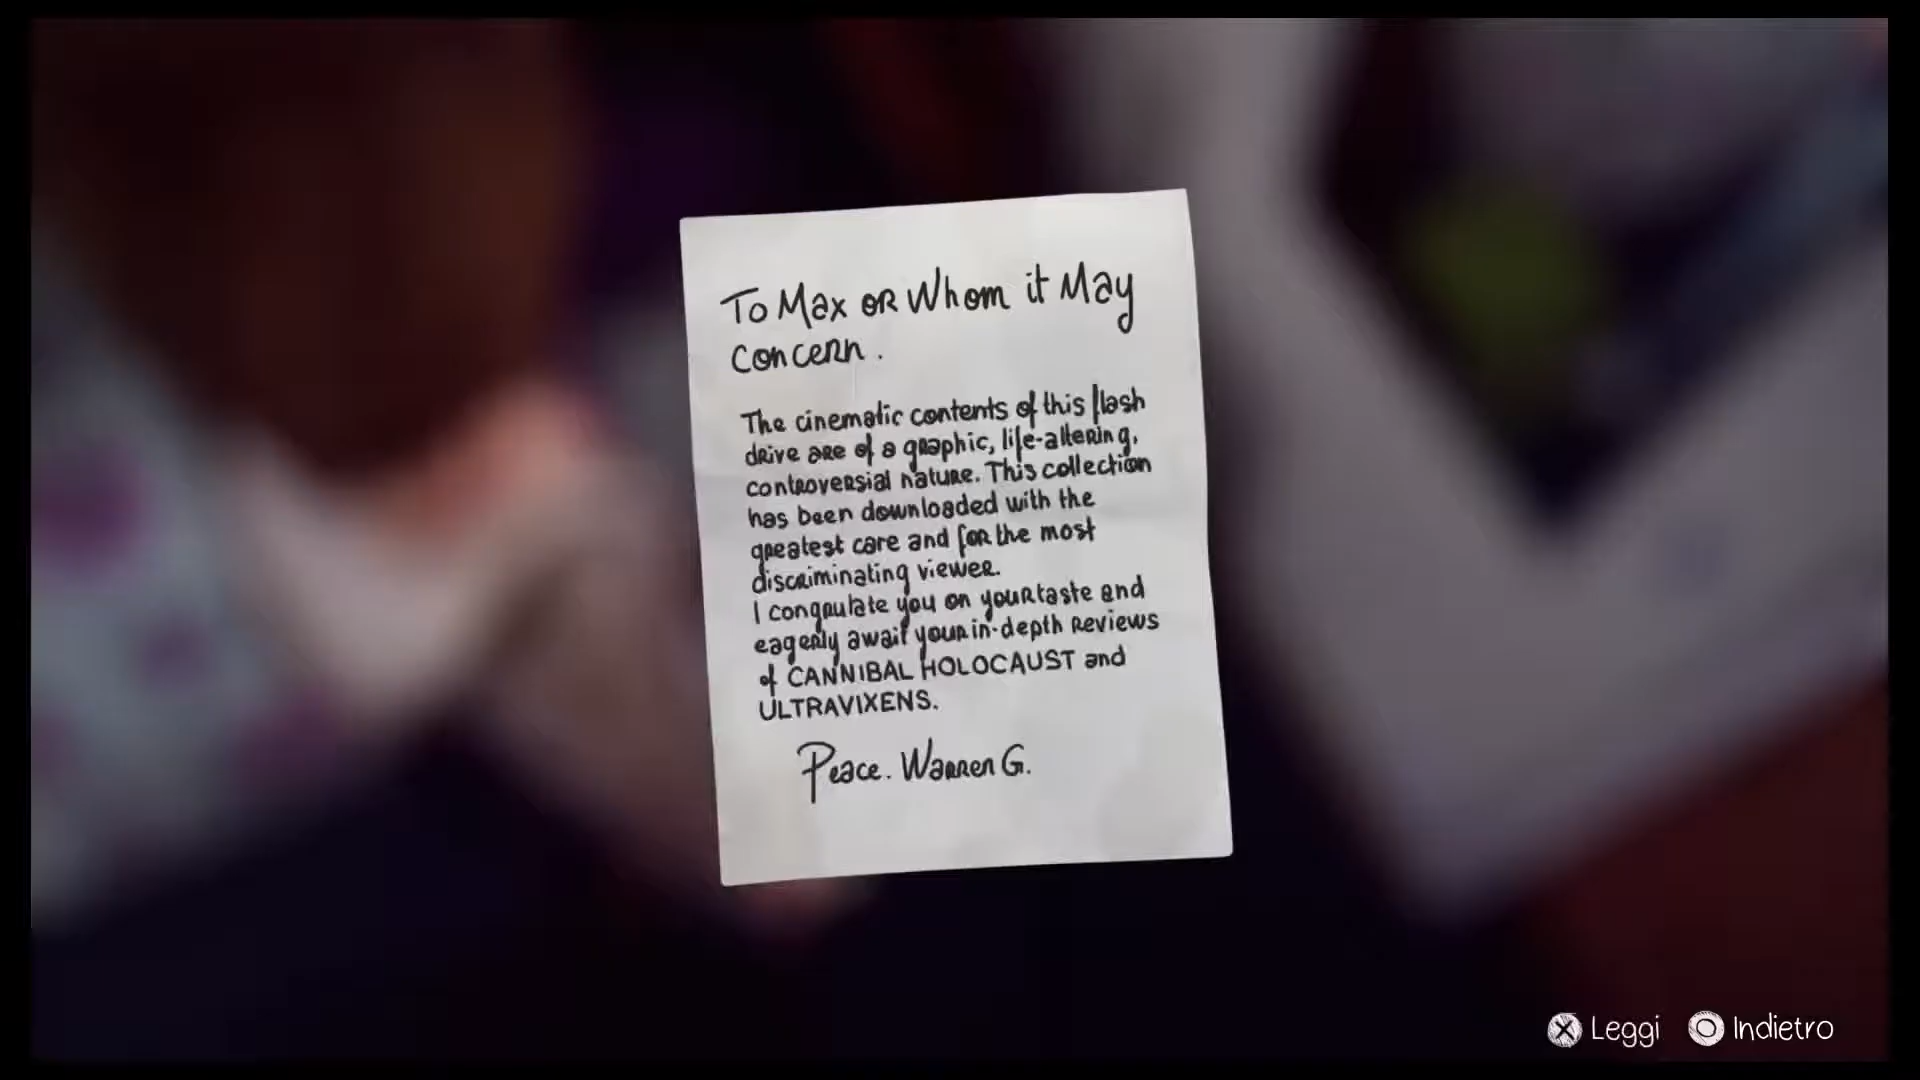 To Max or Whom it May
Concern.
The cinematic contents of this flash
drive are of a graphic, life-altering,
controversial nature. This collection
has been downloaded with the
greatest care and for the most
discriminating viewer.
I congrulate you on your taste and
eagerly await your in-depth reviews
of CANNIBAL HOLOCAUST and
ULTRAVIXENS.
Peace. Warren G.
Leggi Indietro